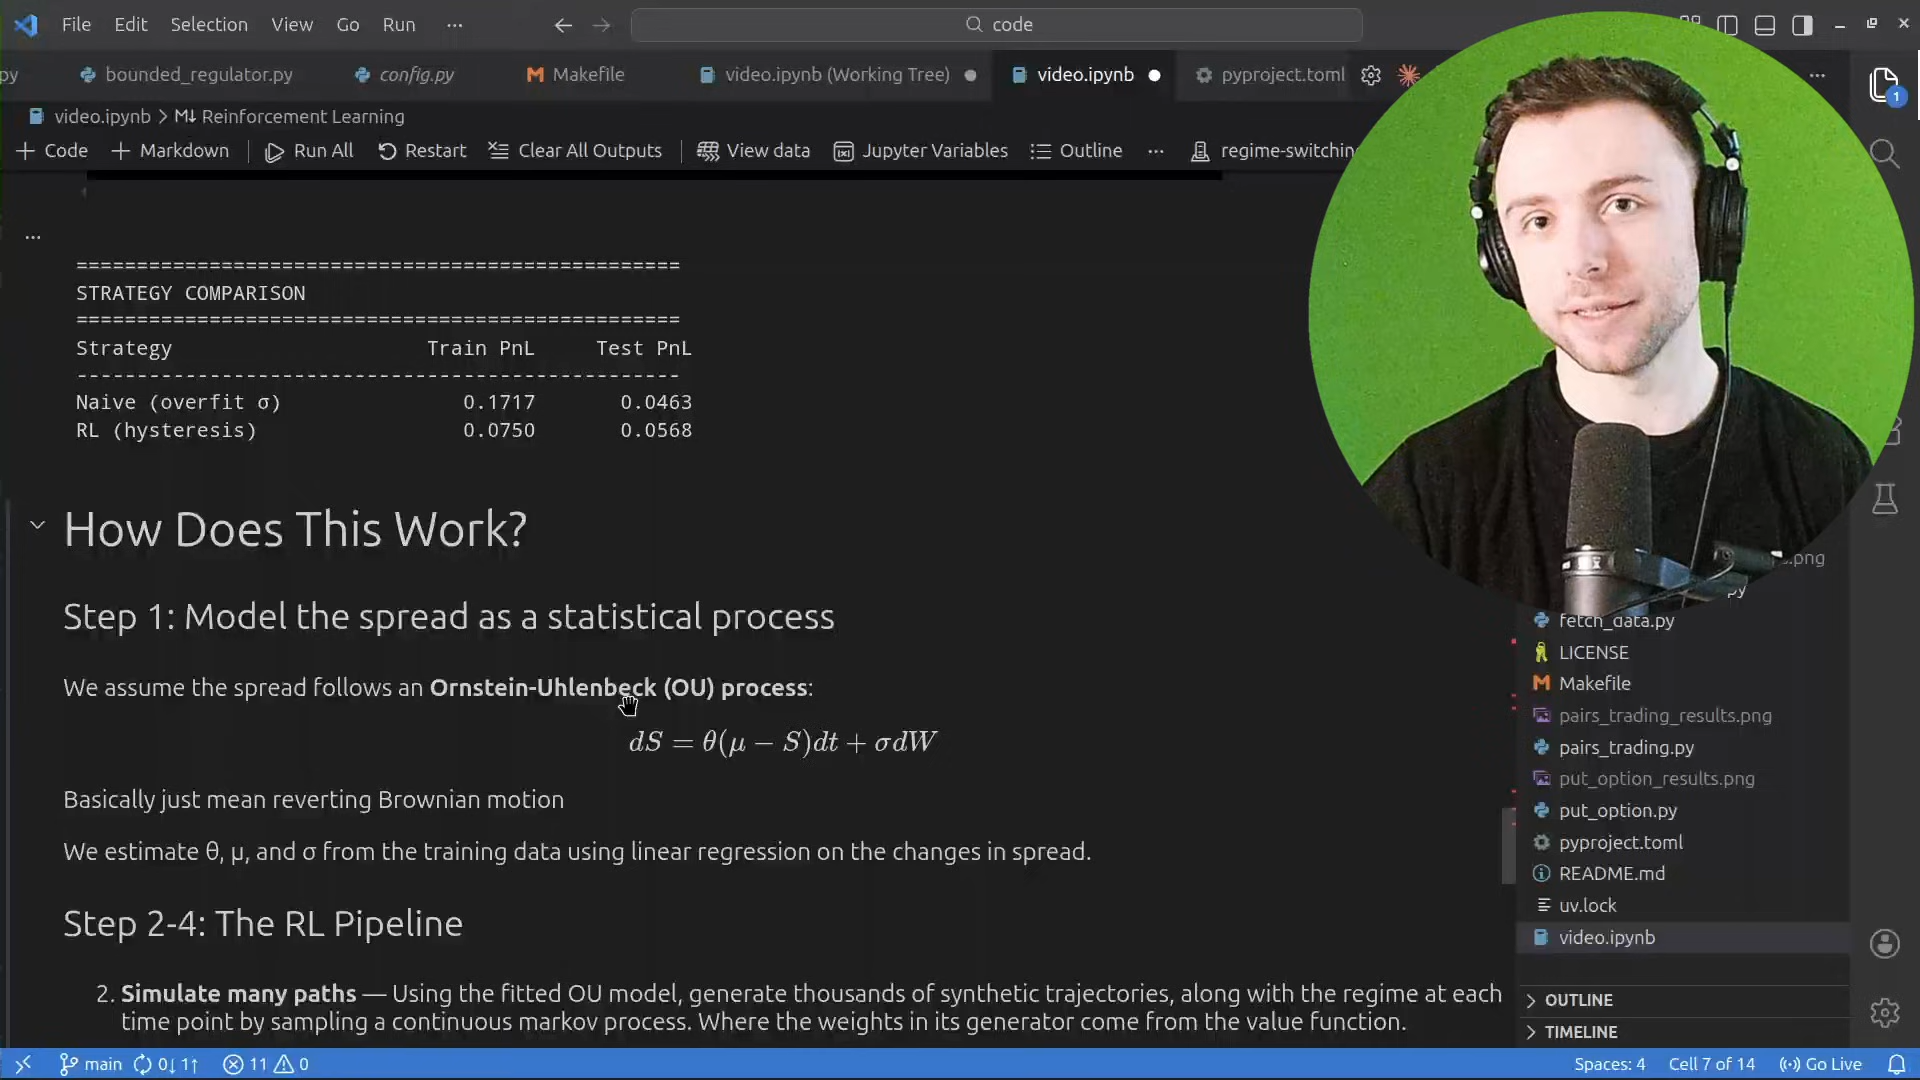 File Edit Selection View Go Run ···
code
py bounded_regulator.py config.py Makefile video.ipynb (Working Tree) video.ipynb pyproject.toml
1
video.ipynb > M↓ Reinforcement Learning
Code Markdown Run All Restart Clear All Outputs View data Jupyter Variables Outline ··· regime-switchin
==================================================
STRATEGY COMPARISON
==================================================
Strategy Train PnL Test PnL
--------------------------------------------------
Naive (overfit σ) 0.1717 0.0463
RL (hysteresis) 0.0750 0.0568
How Does This Work?
Step 1: Model the spread as a statistical process
We assume the spread follows an Ornstein-Uhlenbeck (OU) process:
dS = θ(μ − S)dt + σdW
Basically just mean reverting Brownian motion
We estimate θ, μ, and σ from the training data using linear regression on the changes in spread.
Step 2-4: The RL Pipeline
2. Simulate many paths — Using the fitted OU model, generate thousands of synthetic trajectories, along with the regime at each
time point by sampling a continuous markov process. Where the weights in its generator come from the value function.
.png
py
fetch_data.py
LICENSE
Makefile
pairs_trading_results.png
pairs_trading.py
put_option_results.png
put_option.py
pyproject.toml
README.md
uv.lock
video.ipynb
OUTLINE
TIMELINE
main 0↓ 1↑ 11 0 Spaces: 4 Cell 7 of 14 Go Live